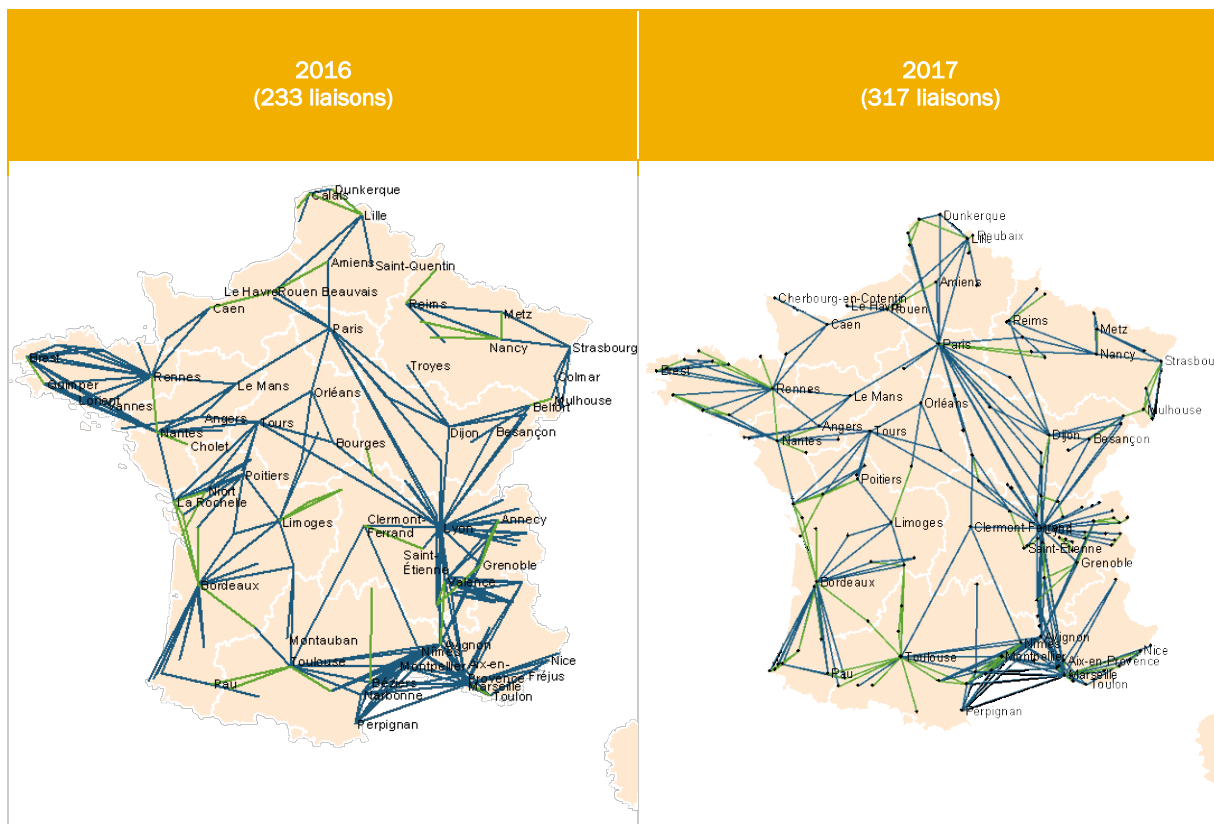 2016
(233 liaisons)
2017
(317 liaisons)
Dunkerque
Calais
Lille
Amiens
Saint-Quentin
Le Havre
Rouen
Beauvais
Reims
Caen
Metz
Paris
Nancy
Strasbourg
Brest
Troyes
Rennes
Colmar
Quimper
Le Mans
Orléans
Lorient
Vannes
Mulhouse
Belfort
Angers
Tours
Nantes
Bourges
Dijon
Besançon
Cholet
Poitiers
Niort
La Rochelle
Limoges
Clermont-
Ferrand
Lyon
Annecy
Saint-
Étienne
Grenoble
Bordeaux
Valence
Montauban
Avignon
Nîmes
Toulouse
Montpellier
Aix-en-
Provence
Nice
Fréjus
Pau
Béziers
Narbonne
Marseille
Toulon
Perpignan
Dunkerque
Lille
Roubaix
Amiens
Cherbourg-en-Cotentin
Le Havre
Rouen
Reims
Caen
Metz
Paris
Nancy
Strasbou
Brest
Rennes
Le Mans
Orléans
Mulhouse
Angers
Tours
Nantes
Dijon
Besançon
Poitiers
Limoges
Clermont-Ferrand
Saint-Étienne
Grenoble
Bordeaux
Avignon
Nîmes
Nice
Toulouse
Montpellier
Aix-en-Provence
Pau
Marseille
Toulon
Perpignan